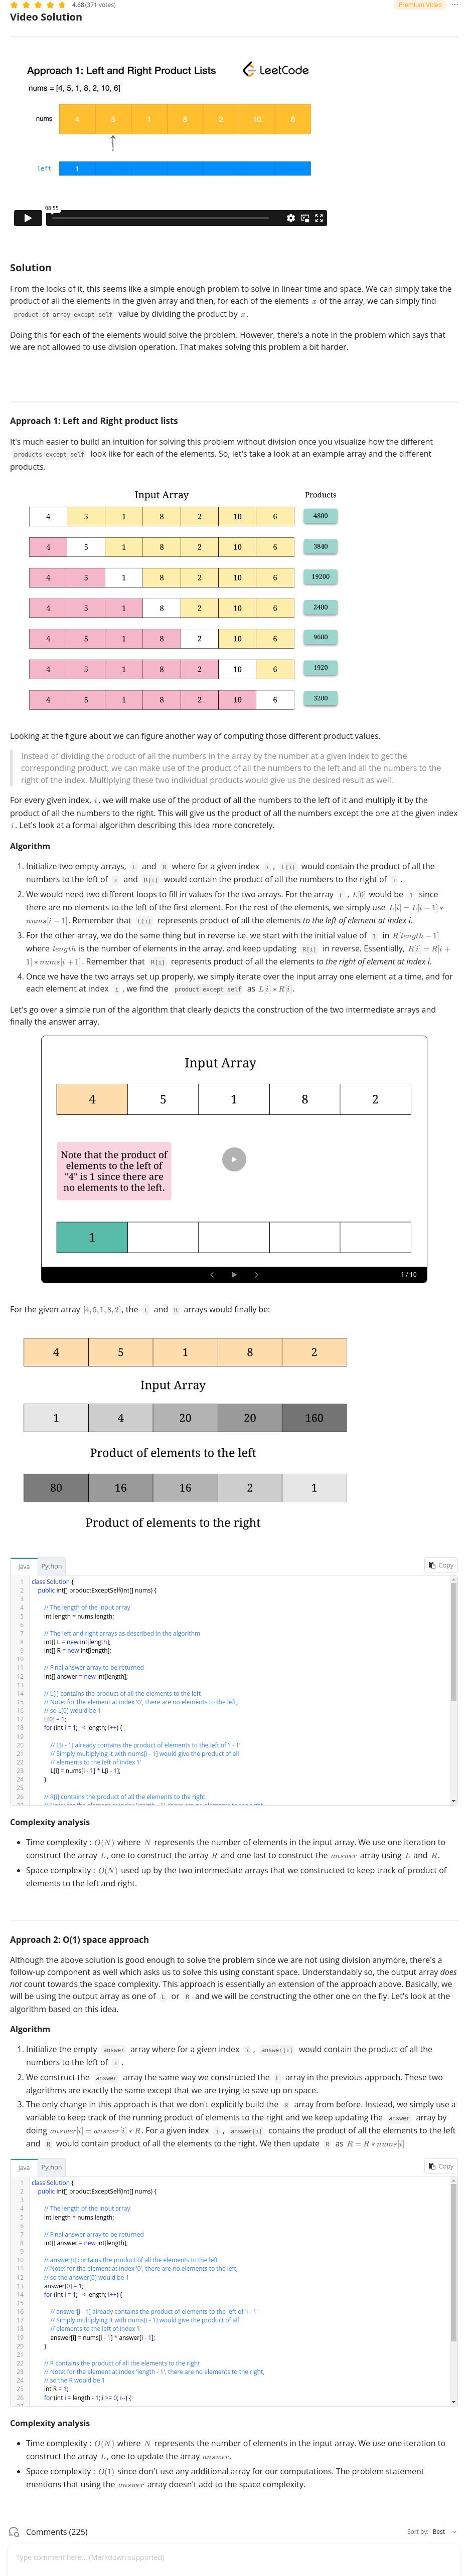 4.68 (371 votes)
Premium Video
Video Solution
Approach 1: Left and Right Product Lists
LeetCode
nums = [4, 5, 1, 8, 2, 10, 6]
nums 4 5 1 8 2 10 6
left 1
08:55
Solution
From the looks of it, this seems like a simple enough problem to solve in linear time and space. We can simply take the
product of all the elements in the given array and then, for each of the elements x of the array, we can simply find
product of array except self value by dividing the product by x.
Doing this for each of the elements would solve the problem. However, there's a note in the problem which says that
we are not allowed to use division operation. That makes solving this problem a bit harder.
Approach 1: Left and Right product lists
It's much easier to build an intuition for solving this problem without division once you visualize how the different
products except self look like for each of the elements. So, let's take a look at an example array and the different
products.
Input Array Products
4 5 1 8 2 10 6 4800
4 5 1 8 2 10 6 3840
4 5 1 8 2 10 6 19200
4 5 1 8 2 10 6 2400
4 5 1 8 2 10 6 9600
4 5 1 8 2 10 6 1920
4 5 1 8 2 10 6 3200
Looking at the figure about we can figure another way of computing those different product values.
Instead of dividing the product of all the numbers in the array by the number at a given index to get the
corresponding product, we can make use of the product of all the numbers to the left and all the numbers to the
right of the index. Multiplying these two individual products would give us the desired result as well.
For every given index, i, we will make use of the product of all the numbers to the left of it and multiply it by the
product of all the numbers to the right. This will give us the product of all the numbers except the one at the given index
i. Let's look at a formal algorithm describing this idea more concretely.
Algorithm
1. Initialize two empty arrays, L and R where for a given index i, L[i] would contain the product of all the
numbers to the left of i and R[i] would contain the product of all the numbers to the right of i.
2. We would need two different loops to fill in values for the two arrays. For the array L, L[0] would be 1 since
there are no elements to the left of the first element. For the rest of the elements, we simply use L[i] = L[i − 1] ∗
nums[i − 1]. Remember that L[i] represents product of all the elements to the left of element at index i.
3. For the other array, we do the same thing but in reverse i.e. we start with the initial value of 1 in R[length − 1]
where length is the number of elements in the array, and keep updating R[i] in reverse. Essentially, R[i] = R[i +
1] ∗ nums[i + 1]. Remember that R[i] represents product of all the elements to the right of element at index i.
4. Once we have the two arrays set up properly, we simply iterate over the input array one element at a time, and for
each element at index i, we find the product except self as L[i] ∗ R[i].
Let's go over a simple run of the algorithm that clearly depicts the construction of the two intermediate arrays and
finally the answer array.
Input Array
4 5 1 8 2
Note that the product of
elements to the left of
"4" is 1 since there are
no elements to the left.
1
1 / 10
For the given array [4, 5, 1, 8, 2], the L and R arrays would finally be:
4 5 1 8 2
Input Array
1 4 20 20 160
Product of elements to the left
80 16 16 2 1
Product of elements to the right
Java Python Copy
1 class Solution {
2 public int[] productExceptSelf(int[] nums) {
3
4 // The length of the input array
5 int length = nums.length;
6
7 // The left and right arrays as described in the algorithm
8 int[] L = new int[length];
9 int[] R = new int[length];
10
11 // Final answer array to be returned
12 int[] answer = new int[length];
13
14 // L[i] contains the product of all the elements to the left
15 // Note: for the element at index '0', there are no elements to the left,
16 // so L[0] would be 1
17 L[0] = 1;
18 for (int i = 1; i < length; i++) {
19
20 // L[i - 1] already contains the product of elements to the left of 'i - 1'
21 // Simply multiplying it with nums[i - 1] would give the product of all
22 // elements to the left of index 'i'
23 L[i] = nums[i - 1] * L[i - 1];
24 }
25
26 // R[i] contains the product of all the elements to the right
Complexity analysis
Time complexity : O(N) where N represents the number of elements in the input array. We use one iteration to
construct the array L, one to construct the array R and one last to construct the answer array using L and R.
Space complexity : O(N) used up by the two intermediate arrays that we constructed to keep track of product of
elements to the left and right.
Approach 2: O(1) space approach
Although the above solution is good enough to solve the problem since we are not using division anymore, there's a
follow-up component as well which asks us to solve this using constant space. Understandably so, the output array does
not count towards the space complexity. This approach is essentially an extension of the approach above. Basically, we
will be using the output array as one of L or R and we will be constructing the other one on the fly. Let's look at the
algorithm based on this idea.
Algorithm
1. Initialize the empty answer array where for a given index i, answer[i] would contain the product of all the
numbers to the left of i.
2. We construct the answer array the same way we constructed the L array in the previous approach. These two
algorithms are exactly the same except that we are trying to save up on space.
3. The only change in this approach is that we don't explicitly build the R array from before. Instead, we simply use a
variable to keep track of the running product of elements to the right and we keep updating the answer array by
doing answer[i] = answer[i] ∗ R. For a given index i, answer[i] contains the product of all the elements to the left
and R would contain product of all the elements to the right. We then update R as R = R ∗ nums[i]
Java Python Copy
1 class Solution {
2 public int[] productExceptSelf(int[] nums) {
3
4 // The length of the input array
5 int length = nums.length;
6
7 // Final answer array to be returned
8 int[] answer = new int[length];
9
10 // answer[i] contains the product of all the elements to the left
11 // Note: for the element at index '0', there are no elements to the left,
12 // so the answer[0] would be 1
13 answer[0] = 1;
14 for (int i = 1; i < length; i++) {
15
16 // answer[i - 1] already contains the product of elements to the left of 'i - 1'
17 // Simply multiplying it with nums[i - 1] would give the product of all
18 // elements to the left of index 'i'
19 answer[i] = nums[i - 1] * answer[i - 1];
20 }
21
22 // R contains the product of all the elements to the right
23 // Note: for the element at index 'length - 1', there are no elements to the right,
24 // so the R would be 1
25 int R = 1;
26 for (int i = length - 1; i >= 0; i--) {
Complexity analysis
Time complexity : O(N) where N represents the number of elements in the input array. We use one iteration to
construct the array L, one to update the array answer.
Space complexity : O(1) since don't use any additional array for our computations. The problem statement
mentions that using the answer array doesn't add to the space complexity.
Comments (225)
Sort by: Best
Type comment here... (Markdown supported)